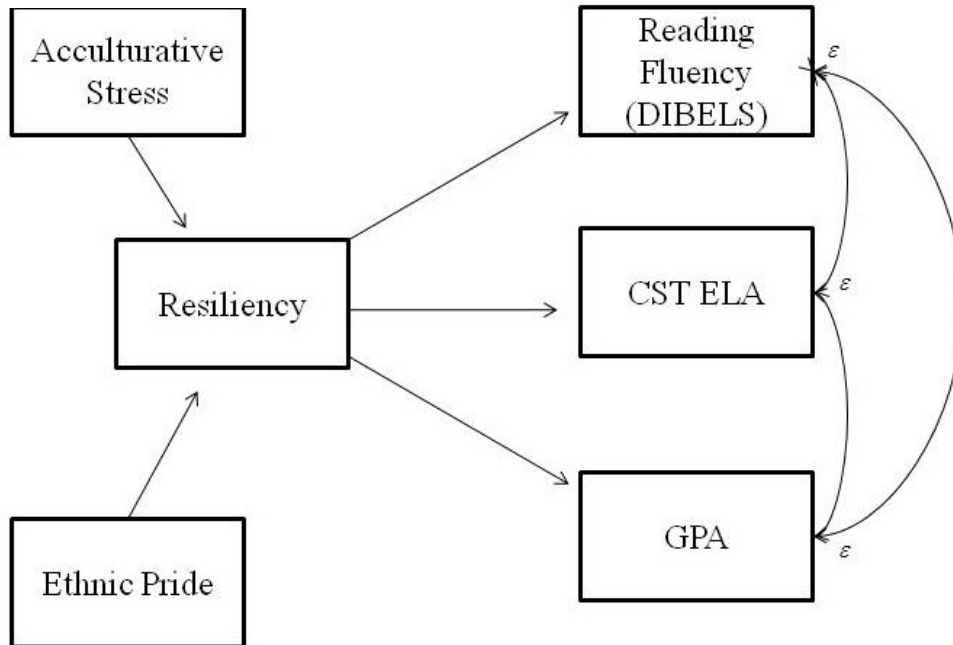 Acculturative
Stress
Reading
Fluency
(DIBELS)
ε
Resiliency
CST ELA
ε
GPA
ε
Ethnic Pride